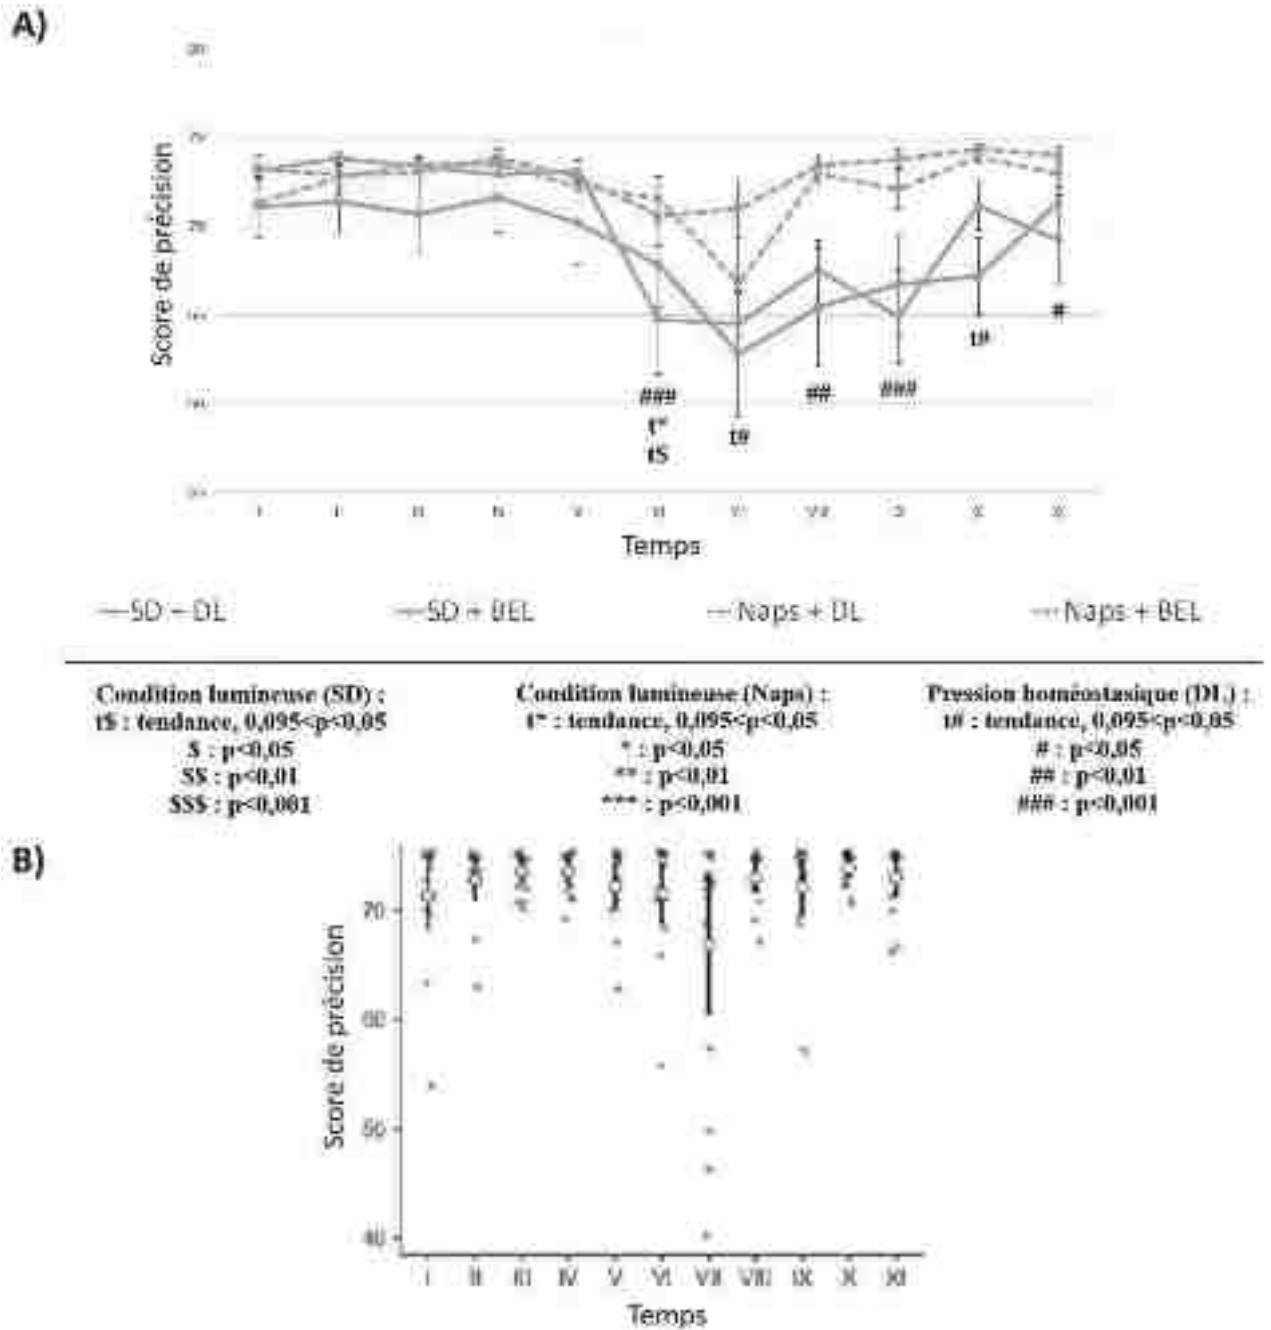 A)
Score de précision
Temps
SD + DL
SD + BEL
Naps + DL
Naps + BEL
###
t*
t$
t#
##
###
t#
#
Condition lumineuse (SD) :
t$ : tendance, 0,095<p<0,05
$ : p<0,05
$$ : p<0,01
$$$ : p<0,001
Condition lumineuse (Naps) :
t* : tendance, 0,095<p<0,05
* : p<0,05
** : p<0,01
*** : p<0,001
Pression homéostasique (DL) :
t# : tendance, 0,095<p<0,05
# : p<0,05
## : p<0,01
### : p<0,001
B)
Score de précision
70
60
50
40
I II III IV V VI VII VIII IX X XI
Temps